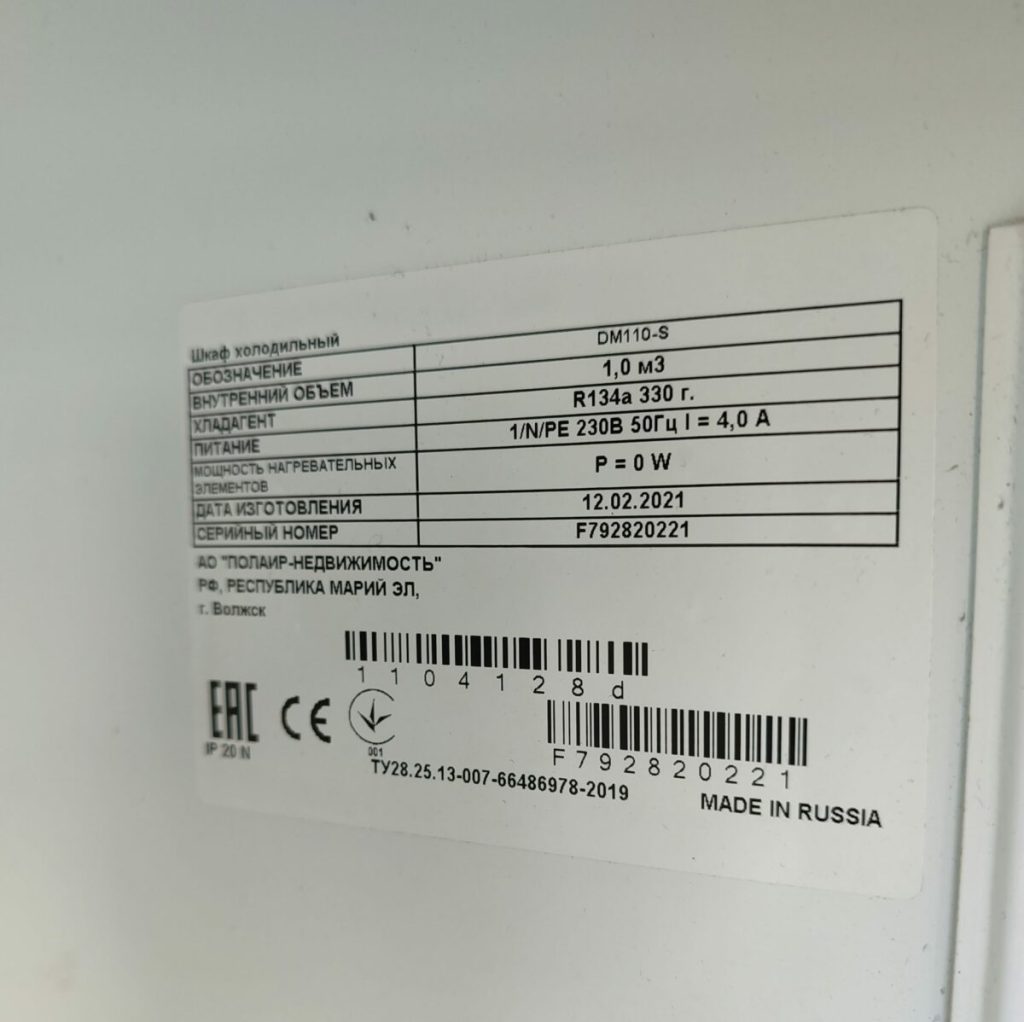 Шкаф холодильный
ОБОЗНАЧЕНИЕ DM110-S
ВНУТРЕННИЙ ОБЪЕМ 1,0 м3
ХЛАДАГЕНТ R134a 330 г.
ПИТАНИЕ 1/N/PE 230В 50Гц I = 4,0 А
МОЩНОСТЬ НАГРЕВАТЕЛЬНЫХ
ЭЛЕМЕНТОВ P = 0 W
ДАТА ИЗГОТОВЛЕНИЯ 12.02.2021
СЕРИЙНЫЙ НОМЕР F792820221
АО "ПОЛАИР-НЕДВИЖИМОСТЬ"
РФ, РЕСПУБЛИКА МАРИЙ ЭЛ,
г. Волжск
1104128d
EAC CE
001
IP 20 N
F792820221
ТУ28.25.13-007-66486978-2019
MADE IN RUSSIA